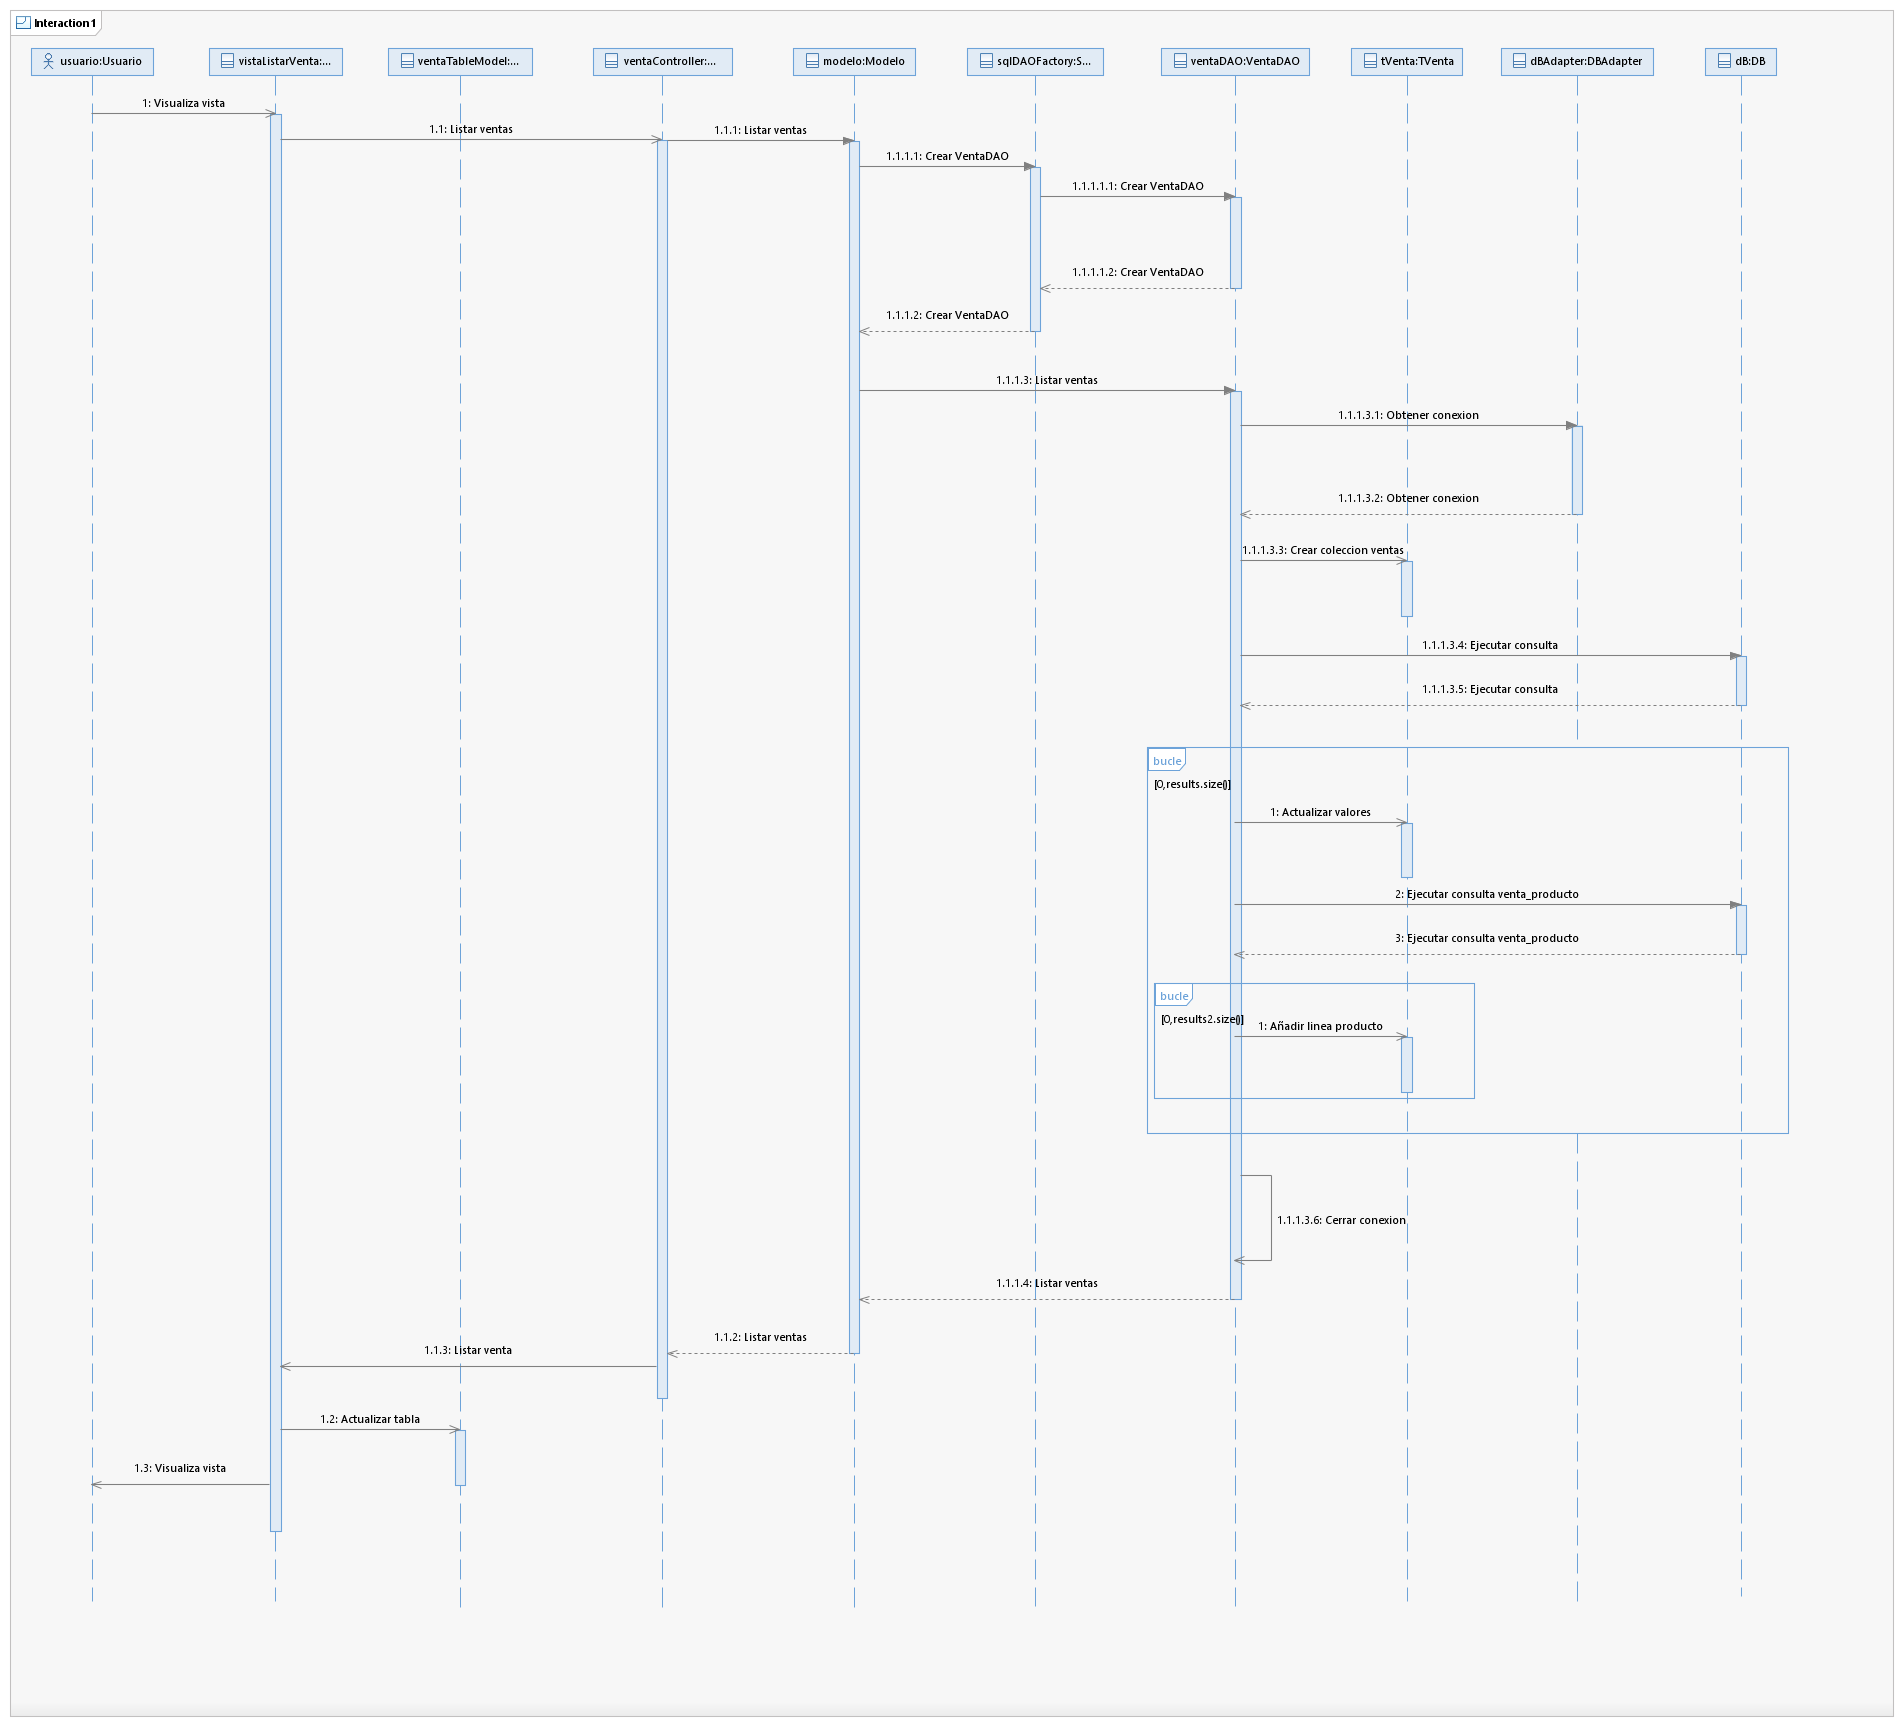 Interaction1
usuario:Usuario
vistaListarVenta:...
ventaTableModel:...
ventaController:...
modelo:Modelo
sqlDAOFactory:S...
ventaDAO:VentaDAO
tVenta:TVenta
dBAdapter:DBAdapter
dB:DB
1: Visualiza vista
1.1: Listar ventas
1.1.1: Listar ventas
1.1.1.1: Crear VentaDAO
1.1.1.1.1: Crear VentaDAO
1.1.1.1.2: Crear VentaDAO
1.1.1.2: Crear VentaDAO
1.1.1.3: Listar ventas
1.1.1.3.1: Obtener conexion
1.1.1.3.2: Obtener conexion
1.1.1.3.3: Crear coleccion ventas
1.1.1.3.4: Ejecutar consulta
1.1.1.3.5: Ejecutar consulta
bucle
[0,results.size()]
1: Actualizar valores
2: Ejecutar consulta venta_producto
3: Ejecutar consulta venta_producto
bucle
[0,results2.size()]
1: Añadir linea producto
1.1.1.3.6: Cerrar conexion
1.1.1.4: Listar ventas
1.1.2: Listar ventas
1.1.3: Listar venta
1.2: Actualizar tabla
1.3: Visualiza vista